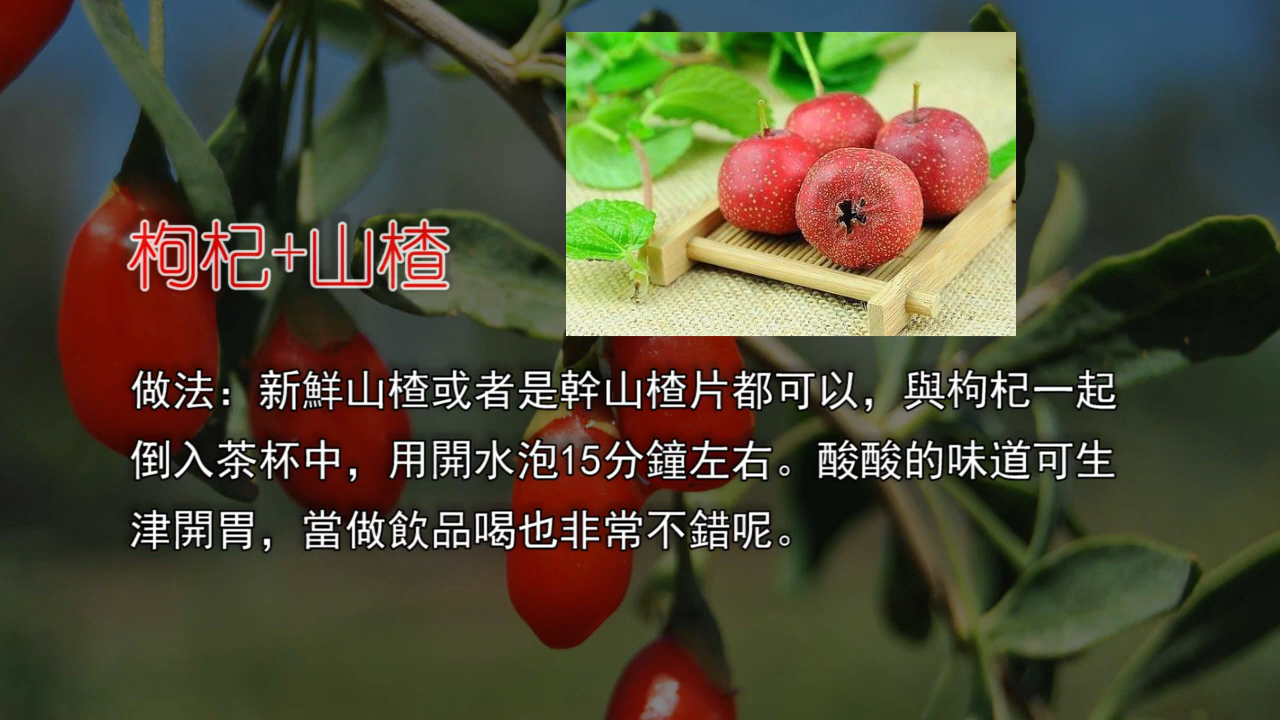 枸杞+山楂
做法：新鮮山楂或者是幹山楂片都可以，與枸杞一起
倒入茶杯中，用開水泡15分鐘左右。酸酸的味道可生
津開胃，當做飲品喝也非常不錯呢。